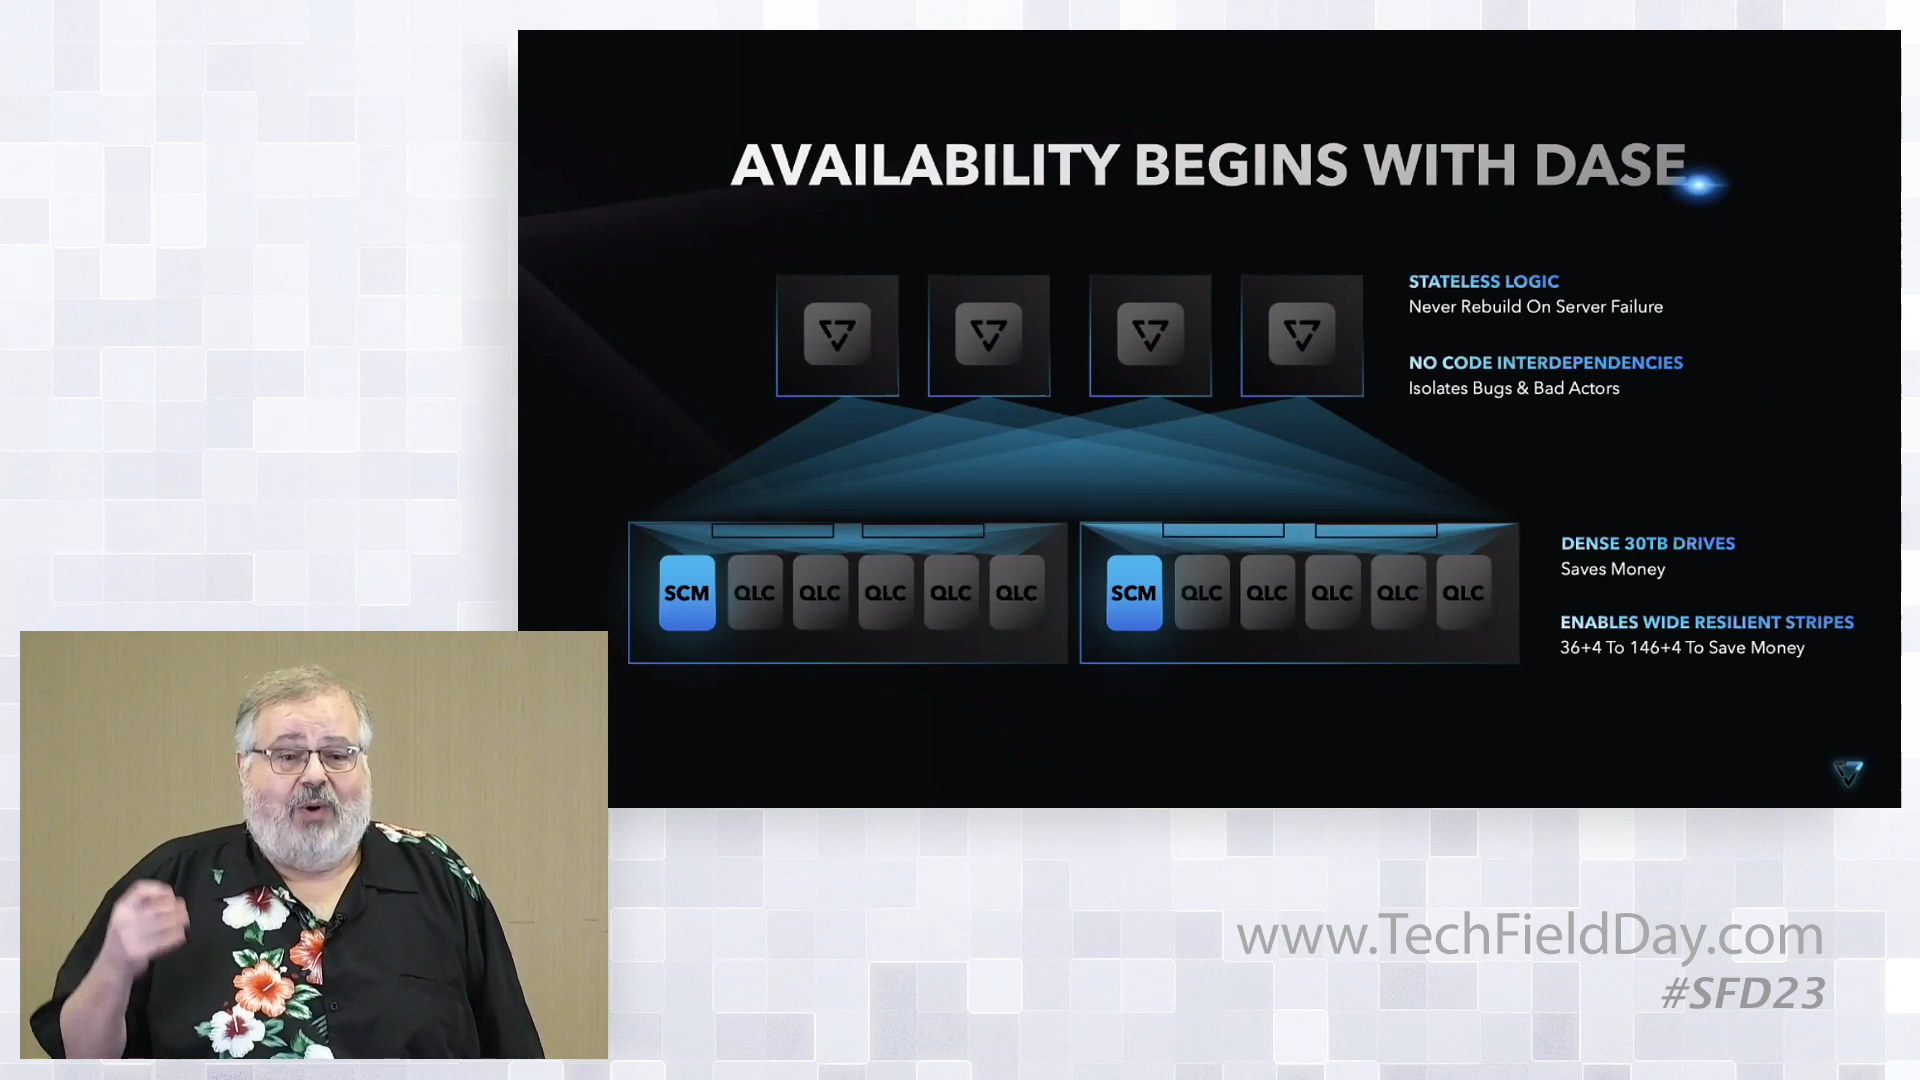 AVAILABILITY BEGINS WITH DASE
STATELESS LOGIC
Never Rebuild On Server Failure
NO CODE INTERDEPENDENCIES
Isolates Bugs & Bad Actors
SCM QLC QLC QLC QLC QLC
SCM QLC QLC QLC QLC QLC
DENSE 30TB DRIVES
Saves Money
ENABLES WIDE RESILIENT STRIPES
36+4 To 146+4 To Save Money
www.TechFieldDay.com
#SFD23